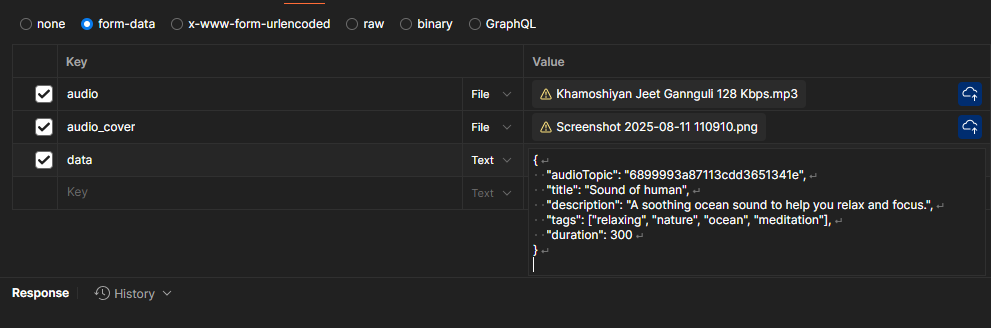 none form-data x-www-form-urlencoded raw binary GraphQL
Key Value
audio File Khamoshiyan Jeet Gannguli 128 Kbps.mp3
audio_cover File Screenshot 2025-08-11 110910.png
data Text
{
"audioTopic": "6899993a87113cdd3651341e",
"title": "Sound of human",
"description": "A soothing ocean sound to help you relax and focus.",
"tags": ["relaxing", "nature", "ocean", "meditation"],
"duration": 300
}
Key Text
Response History